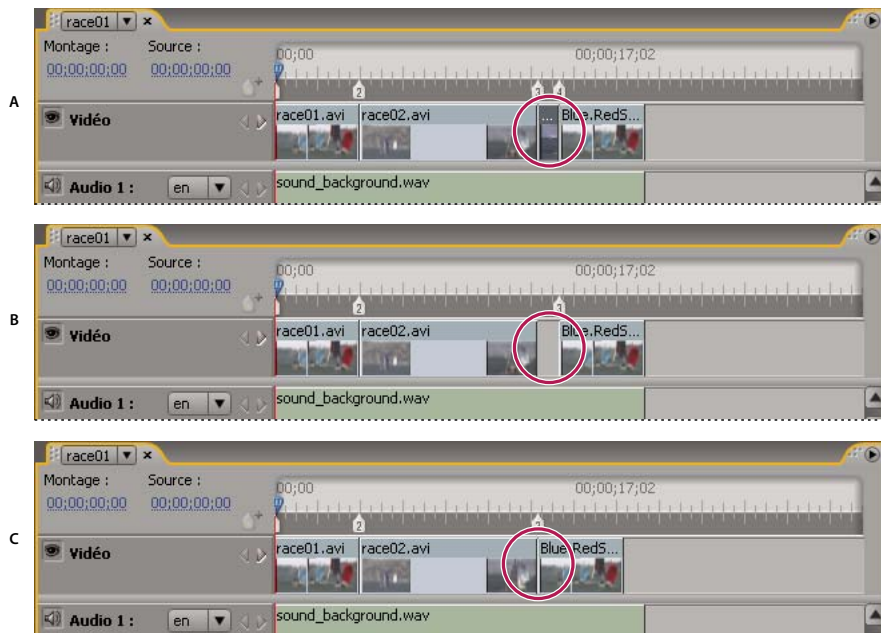 race01
Montage : Source :
00;00;00;00 00;00;00;00
00;00 00;00;17;02
2 3 4
A
Vidéo
race01.avi race02.avi ... Blue.RedS...
Audio 1 : en
sound_background.wav
race01
Montage : Source :
00;00;00;00 00;00;00;00
00;00 00;00;17;02
2 3
B
Vidéo
race01.avi race02.avi Blue.RedS...
Audio 1 : en
sound_background.wav
race01
Montage : Source :
00;00;00;00 00;00;00;00
00;00 00;00;17;02
2 3
C
Vidéo
race01.avi race02.avi Blue.RedS...
Audio 1 : en
sound_background.wav